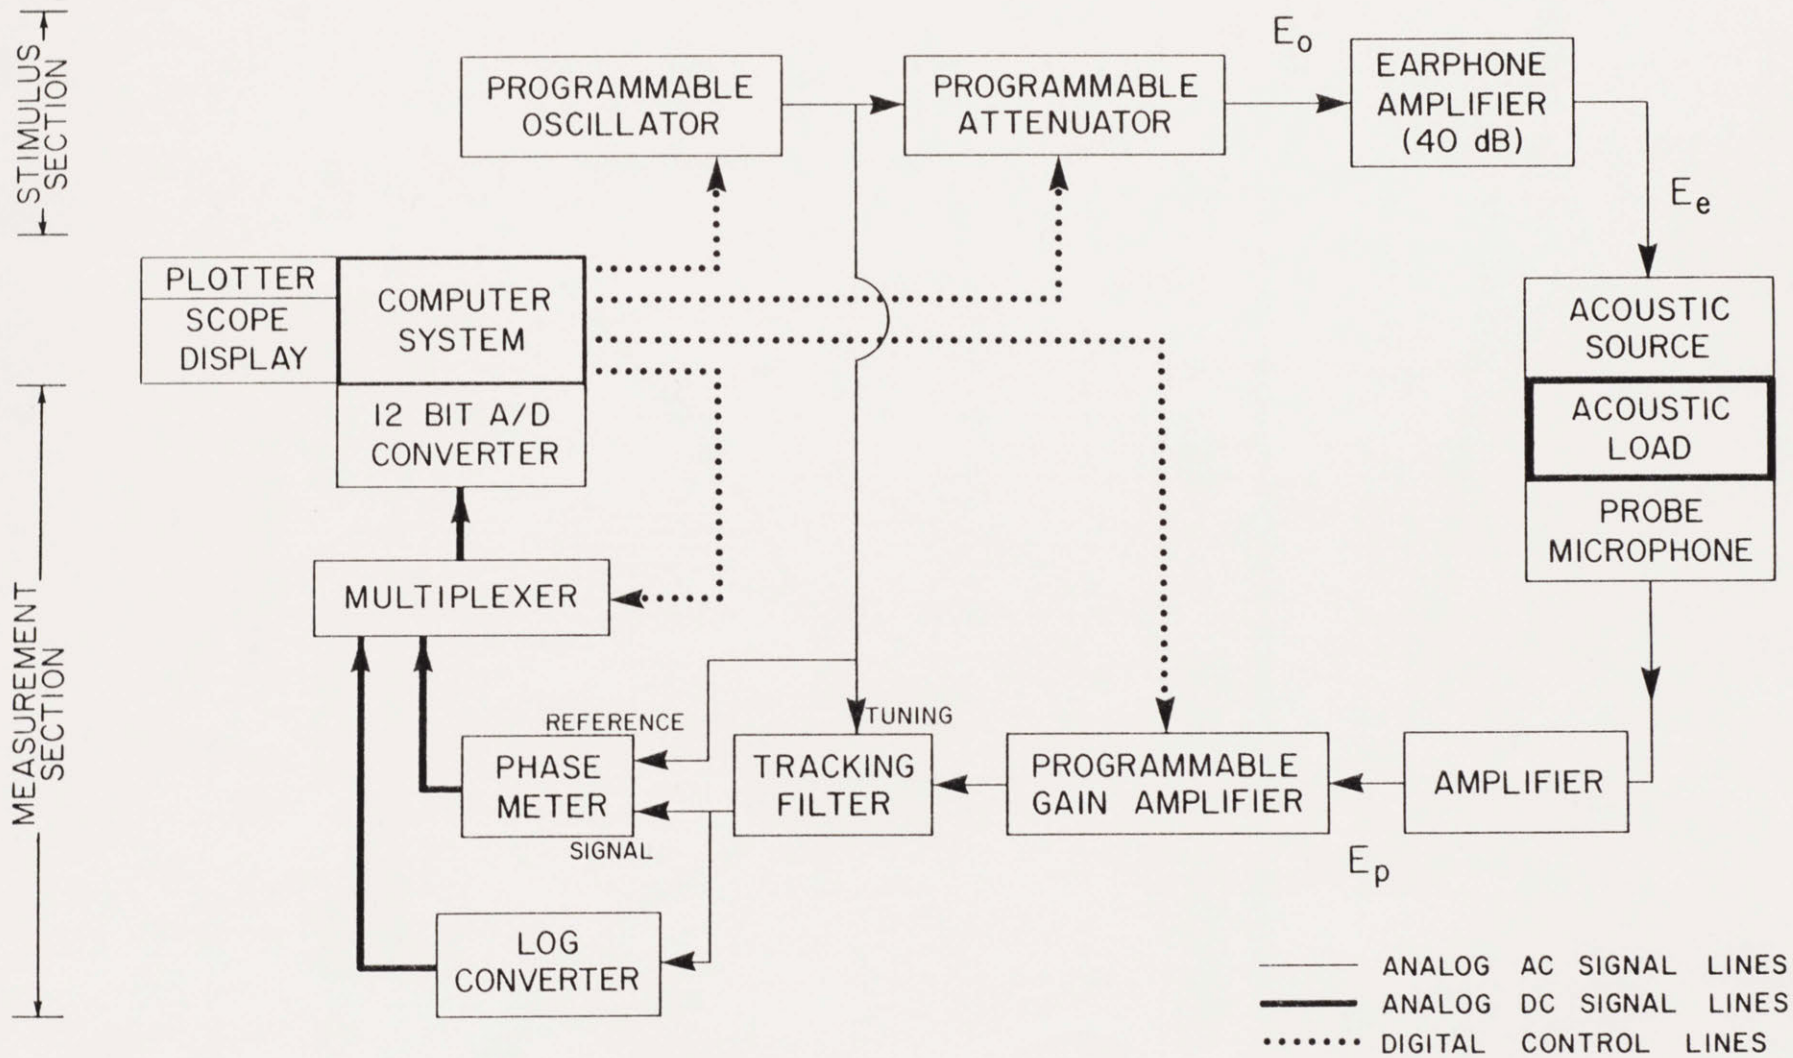 STIMULUS
SECTION
PROGRAMMABLE
OSCILLATOR
PROGRAMMABLE
ATTENUATOR
E₀
EARPHONE
AMPLIFIER
(40 dB)
Eₑ
PLOTTER
SCOPE
DISPLAY
COMPUTER
SYSTEM
12 BIT A/D
CONVERTER
ACOUSTIC
SOURCE
ACOUSTIC
LOAD
PROBE
MICROPHONE
MULTIPLEXER
MEASUREMENT
SECTION
REFERENCE
TUNING
PHASE
METER
SIGNAL
TRACKING
FILTER
PROGRAMMABLE
GAIN AMPLIFIER
AMPLIFIER
Eₚ
LOG
CONVERTER
ANALOG AC SIGNAL LINES
ANALOG DC SIGNAL LINES
DIGITAL CONTROL LINES